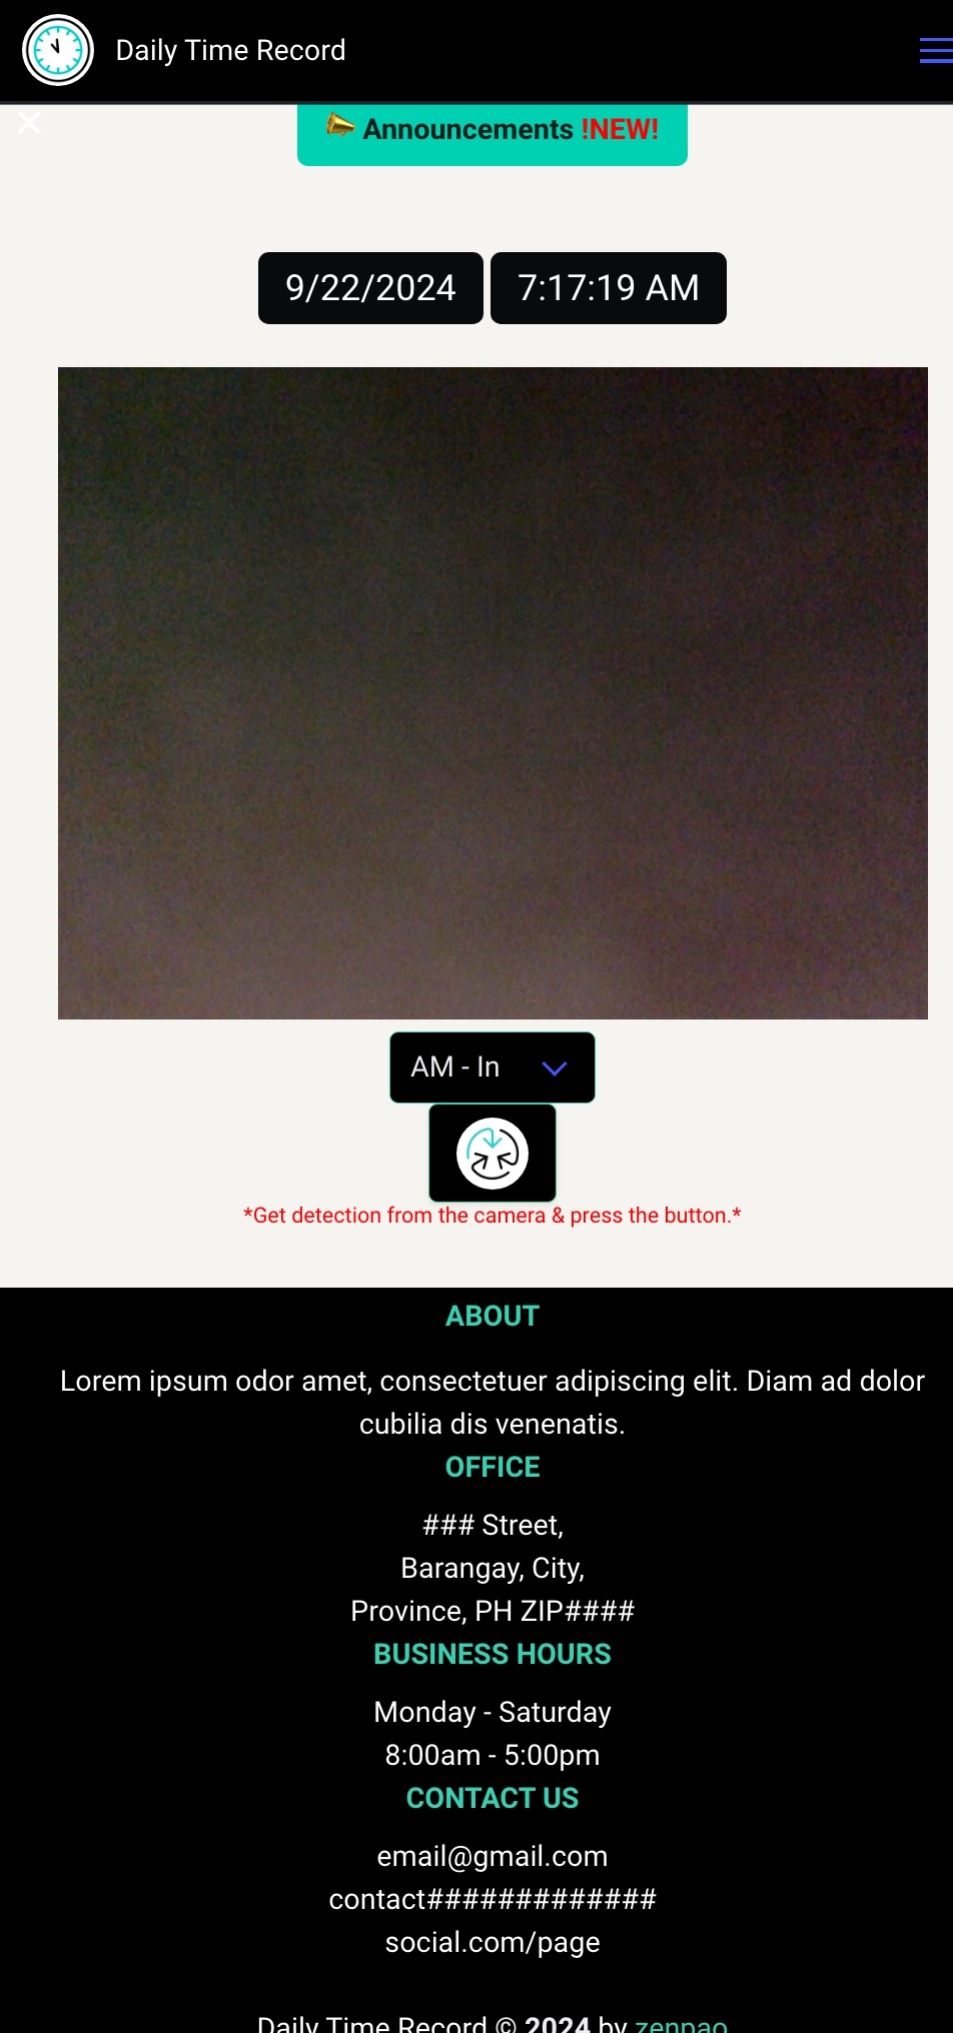 Daily Time Record
Announcements !NEW!
9/22/2024 7:17:19 AM
AM - In
*Get detection from the camera & press the button.*
ABOUT
Lorem ipsum odor amet, consectetuer adipiscing elit. Diam ad dolor
cubilia dis venenatis.
OFFICE
### Street,
Barangay, City,
Province, PH ZIP####
BUSINESS HOURS
Monday - Saturday
8:00am - 5:00pm
CONTACT US
email@gmail.com
contact#############
social.com/page
Daily Time Record © 2024 by zenpao